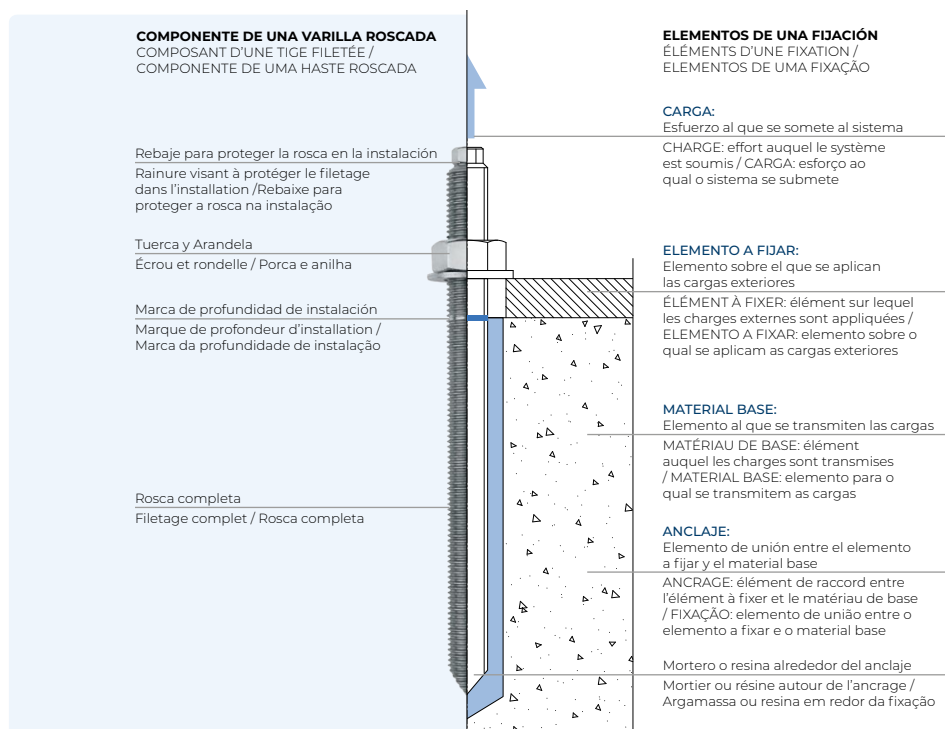 COMPONENTE DE UNA VARILLA ROSCADA
COMPOSANT D'UNE TIGE FILETÉE /
COMPONENTE DE UMA HASTE ROSCADA
Rebaje para proteger la rosca en la instalación
Rainure visant à protéger le filetage
dans l'installation /Rebaixe para
proteger a rosca na instalação
Tuerca y Arandela
Écrou et rondelle / Porca e anilha
Marca de profundidad de instalación
Marque de profondeur d'installation /
Marca da profundidade de instalação
Rosca completa
Filetage complet / Rosca completa
ELEMENTOS DE UNA FIJACIÓN
ÉLÉMENTS D'UNE FIXATION /
ELEMENTOS DE UMA FIXAÇÃO
CARGA:
Esfuerzo al que se somete al sistema
CHARGE: effort auquel le système
est soumis / CARGA: esforço ao
qual o sistema se submete
ELEMENTO A FIJAR:
Elemento sobre el que se aplican
las cargas exteriores
ÉLÉMENT À FIXER: élément sur lequel
les charges externes sont appliquées /
ELEMENTO A FIXAR: elemento sobre o
qual se aplicam as cargas exteriores
MATERIAL BASE:
Elemento al que se transmiten las cargas
MATÉRIAU DE BASE: élément
auquel les charges sont transmises
/ MATERIAL BASE: elemento para o
qual se transmitem as cargas
ANCLAJE:
Elemento de unión entre el elemento
a fijar y el material base
ANCRAGE: élément de raccord entre
l'élément à fixer et le matériau de base
/ FIXAÇÃO: elemento de união entre o
elemento a fixar e o material base
Mortero o resina alrededor del anclaje
Mortier ou résine autour de l'ancrage /
Argamassa ou resina em redor da fixação